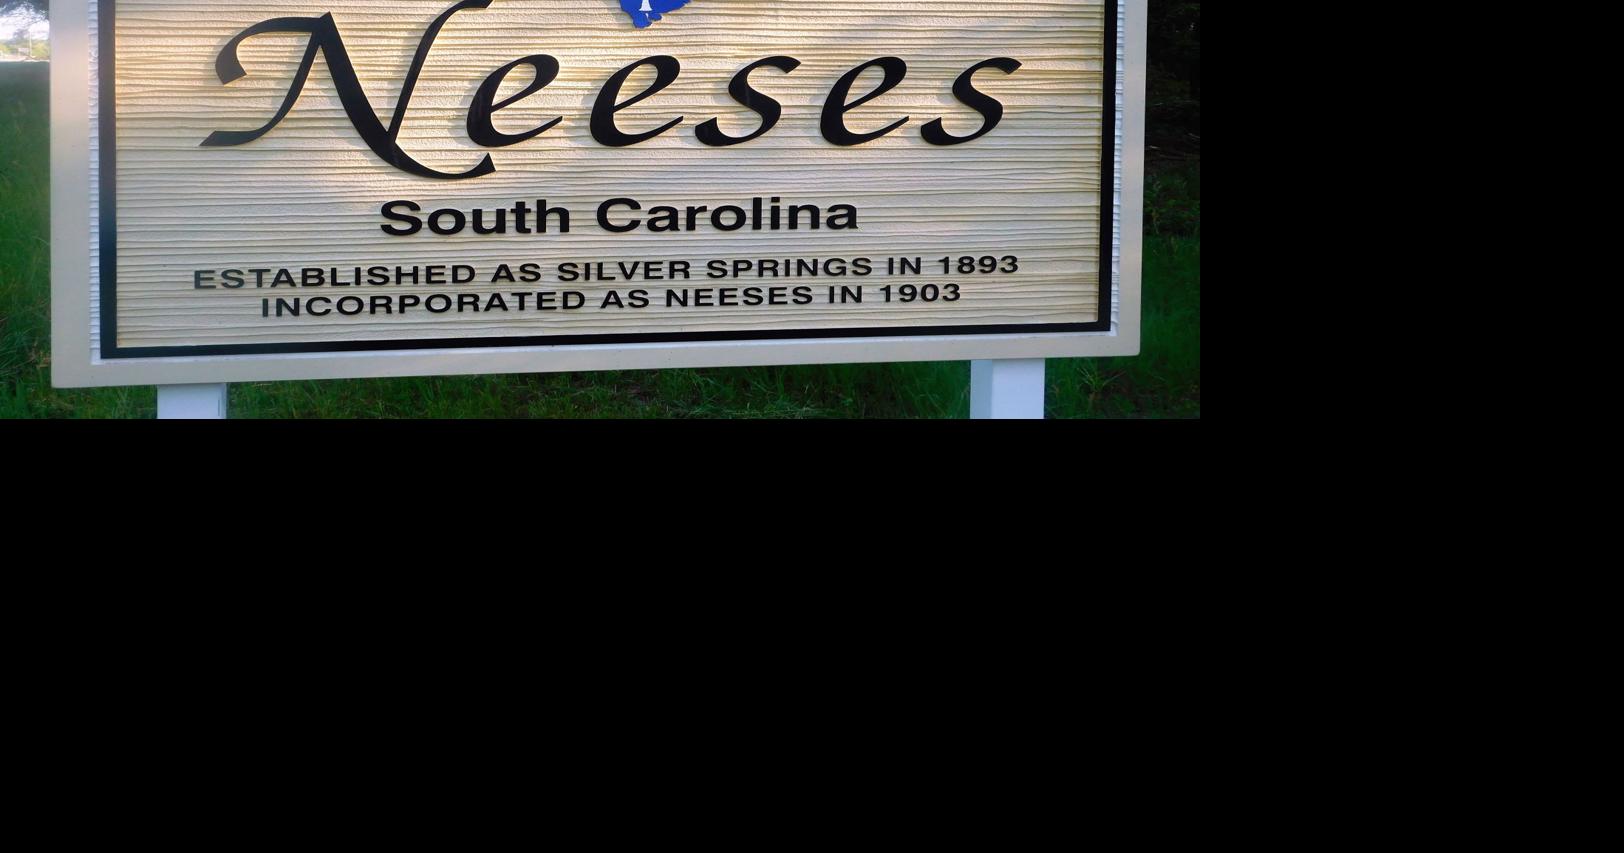 Neeses
South Carolina
ESTABLISHED AS SILVER SPRINGS IN 1893
INCORPORATED AS NEESES IN 1903